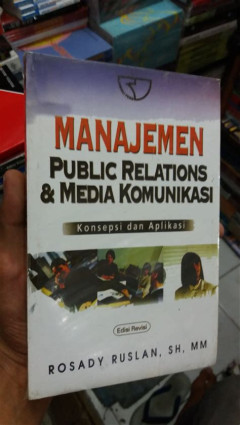 MANAJEMEN
PUBLIC RELATIONS
& MEDIA KOMUNIKASI
Konsepsi dan Aplikasi
Edisi Revisi
ROSADY RUSLAN, SH, MM